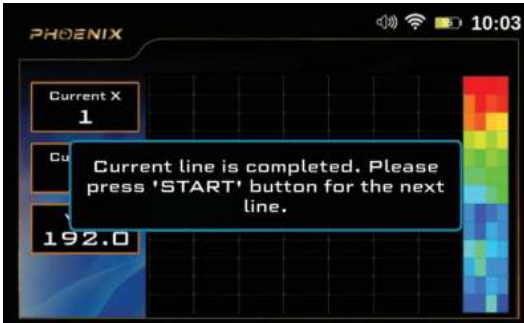 PHOENIX
10:03
Current X
1
Cu
Current line is completed. Please
press 'START' button for the next
line.
192.0